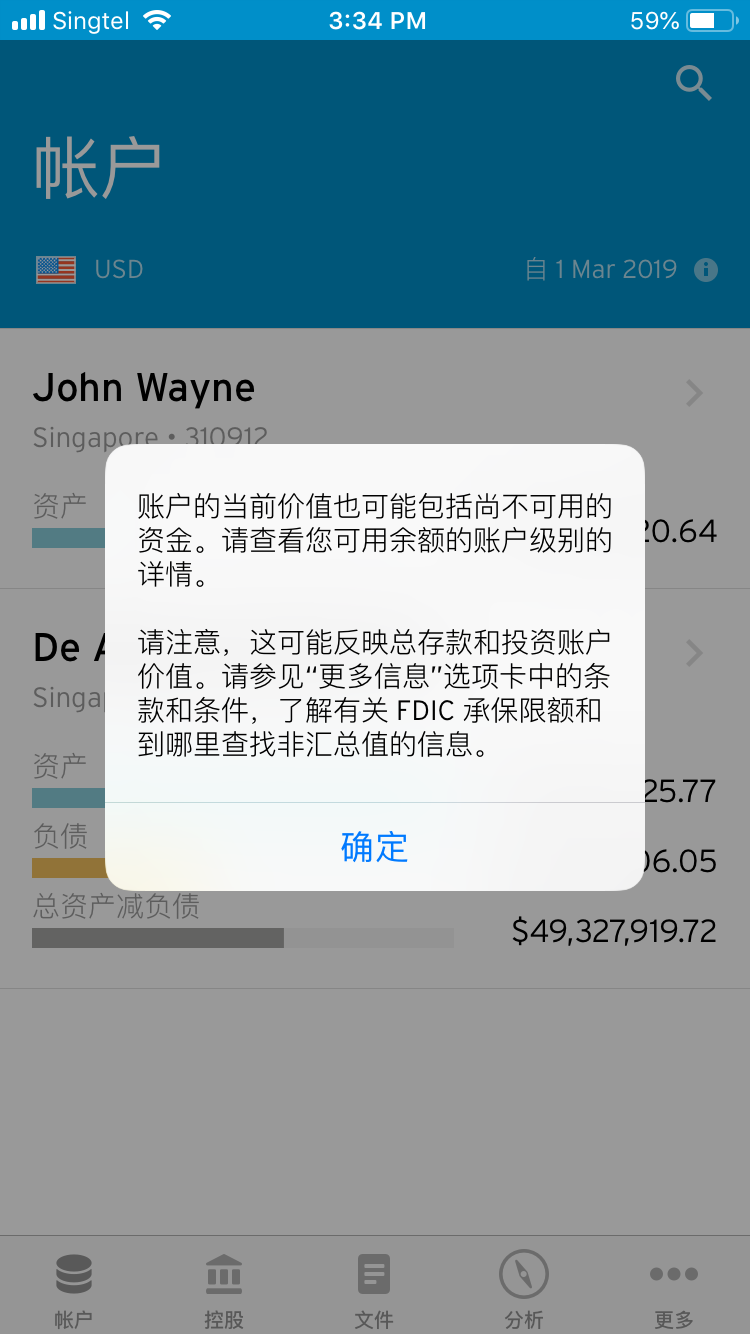 Singtel
3:34 PM
59%
帐户
USD
自 1 Mar 2019
John Wayne
Singapore • 310912
资产
20.64
De
资产
25.77
负债
06.05
总资产减负债
$49,327,919.72
账户的当前价值也可能包括尚不可用的
资金。请查看您可用余额的账户级别的
详情。
请注意，这可能反映总存款和投资账户
价值。请参见“更多信息”选项卡中的条
款和条件，了解有关 FDIC 承保限额和
到哪里查找非汇总值的信息。
确定
帐户
控股
文件
分析
更多